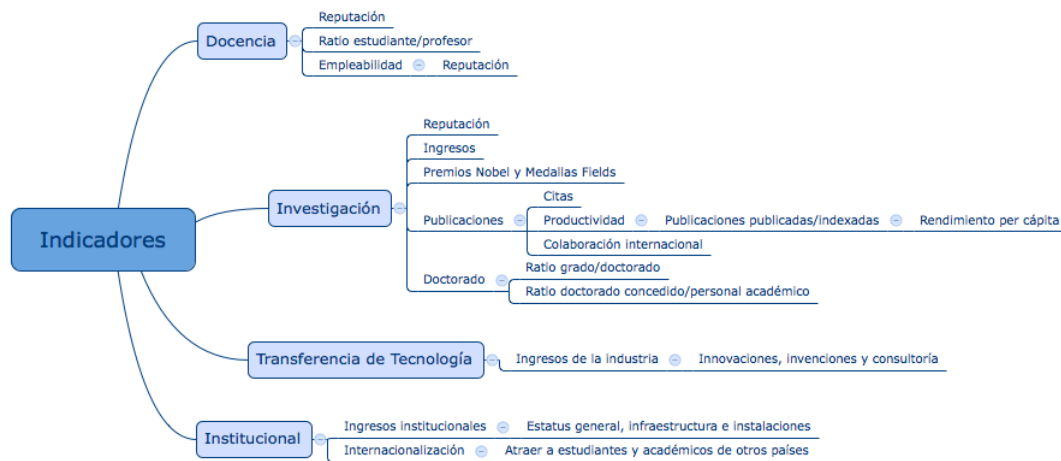 Reputación
Docencia
Ratio estudiante/profesor
Empleabilidad
Reputación
Reputación
Ingresos
Premios Nobel y Medallas Fields
Investigación
Citas
Publicaciones
Productividad
Publicaciones publicadas/indexadas
Rendimiento per cápita
Colaboración internacional
Indicadores
Ratio grado/doctorado
Doctorado
Ratio doctorado concedido/personal académico
Transferencia de Tecnología
Ingresos de la industria
Innovaciones, invenciones y consultoría
Institucional
Ingresos institucionales
Estatus general, infraestructura e instalaciones
Internacionalización
Atraer a estudiantes y académicos de otros países